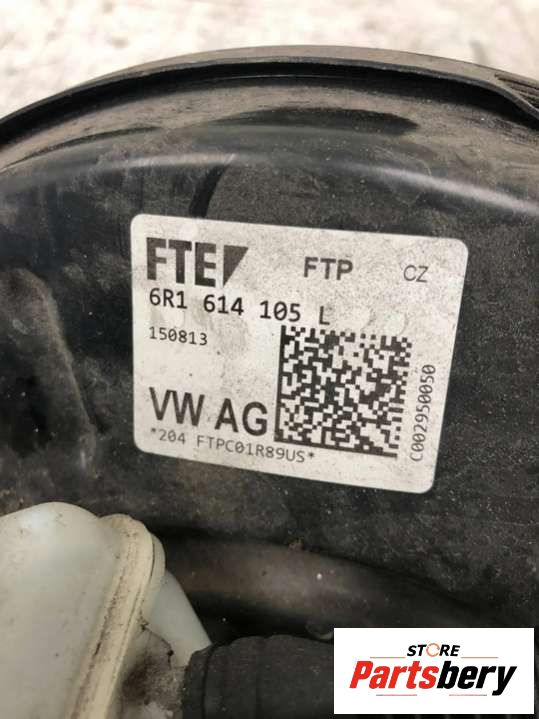 FTE FTP CZ
6R1 614 105 L
150813
VW AG
*204 FTPC01R89US*
C002950050
STORE
Partsbery